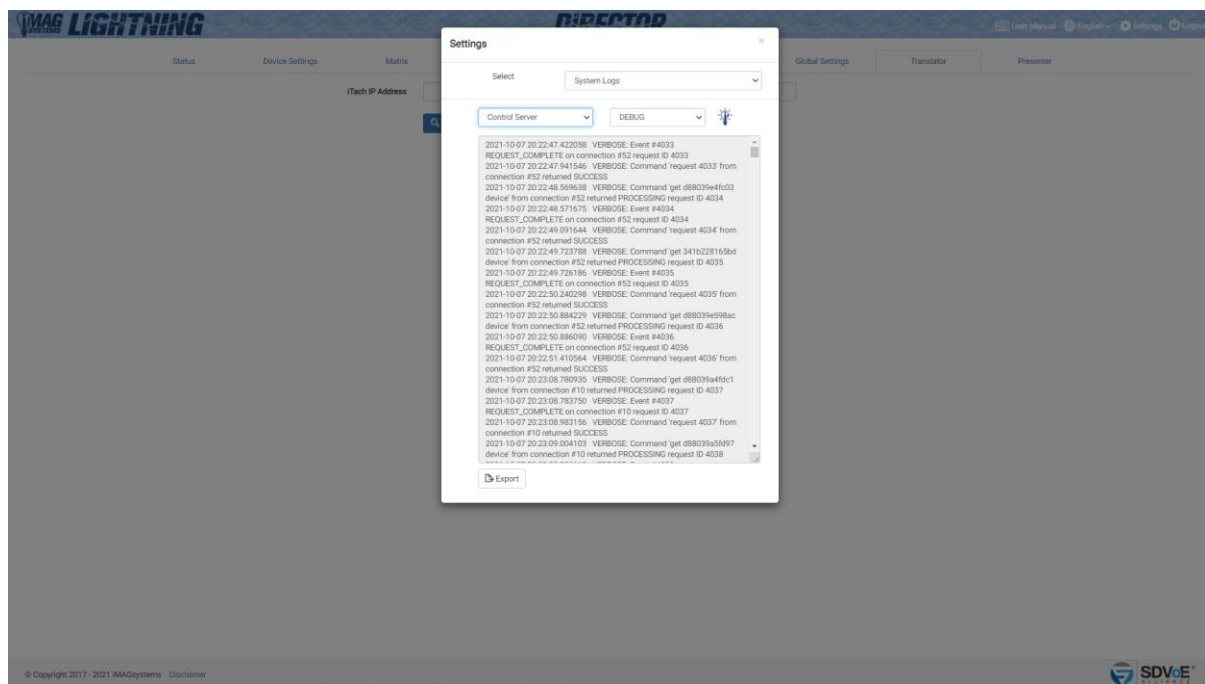 IMAG SYSTEMS LIGHTNING
DIRECTOR
User Manual English Settings Logout
Status Device Settings Matrix Global Settings Translator Presenter
iTach IP Address
Settings ×
Select System Logs
Control Server DEBUG
2021-10-07 20:22:47.422058 VERBOSE: Event #4033
REQUEST_COMPLETE on connection #52 request ID 4033
2021-10-07 20:22:47.941546 VERBOSE: Command 'request 4033' from
connection #52 returned SUCCESS
2021-10-07 20:22:48.569638 VERBOSE: Command 'get d88039e4fc03
device' from connection #52 returned PROCESSING request ID 4034
2021-10-07 20:22:48.571675 VERBOSE: Event #4034
REQUEST_COMPLETE on connection #52 request ID 4034
2021-10-07 20:22:49.091644 VERBOSE: Command 'request 4034' from
connection #52 returned SUCCESS
2021-10-07 20:22:49.723788 VERBOSE: Command 'get 341b228165bd
device' from connection #52 returned PROCESSING request ID 4035
2021-10-07 20:22:49.726186 VERBOSE: Event #4035
REQUEST_COMPLETE on connection #52 request ID 4035
2021-10-07 20:22:50.240298 VERBOSE: Command 'request 4035' from
connection #52 returned SUCCESS
2021-10-07 20:22:50.884229 VERBOSE: Command 'get d88039e598ac
device' from connection #52 returned PROCESSING request ID 4036
2021-10-07 20:22:50.886090 VERBOSE: Event #4036
REQUEST_COMPLETE on connection #52 request ID 4036
2021-10-07 20:22:51.410564 VERBOSE: Command 'request 4036' from
connection #52 returned SUCCESS
2021-10-07 20:23:08.780935 VERBOSE: Command 'get d88039a4fdc1
device' from connection #10 returned PROCESSING request ID 4037
2021-10-07 20:23:08.783750 VERBOSE: Event #4037
REQUEST_COMPLETE on connection #10 request ID 4037
2021-10-07 20:23:08.983156 VERBOSE: Command 'request 4037' from
connection #10 returned SUCCESS
2021-10-07 20:23:09.004103 VERBOSE: Command 'get d88039a5fd97
device' from connection #10 returned PROCESSING request ID 4038
Export
© Copyright 2017 - 2021 IMAGsystems Disclaimer
SDVoE
ALLIANCE